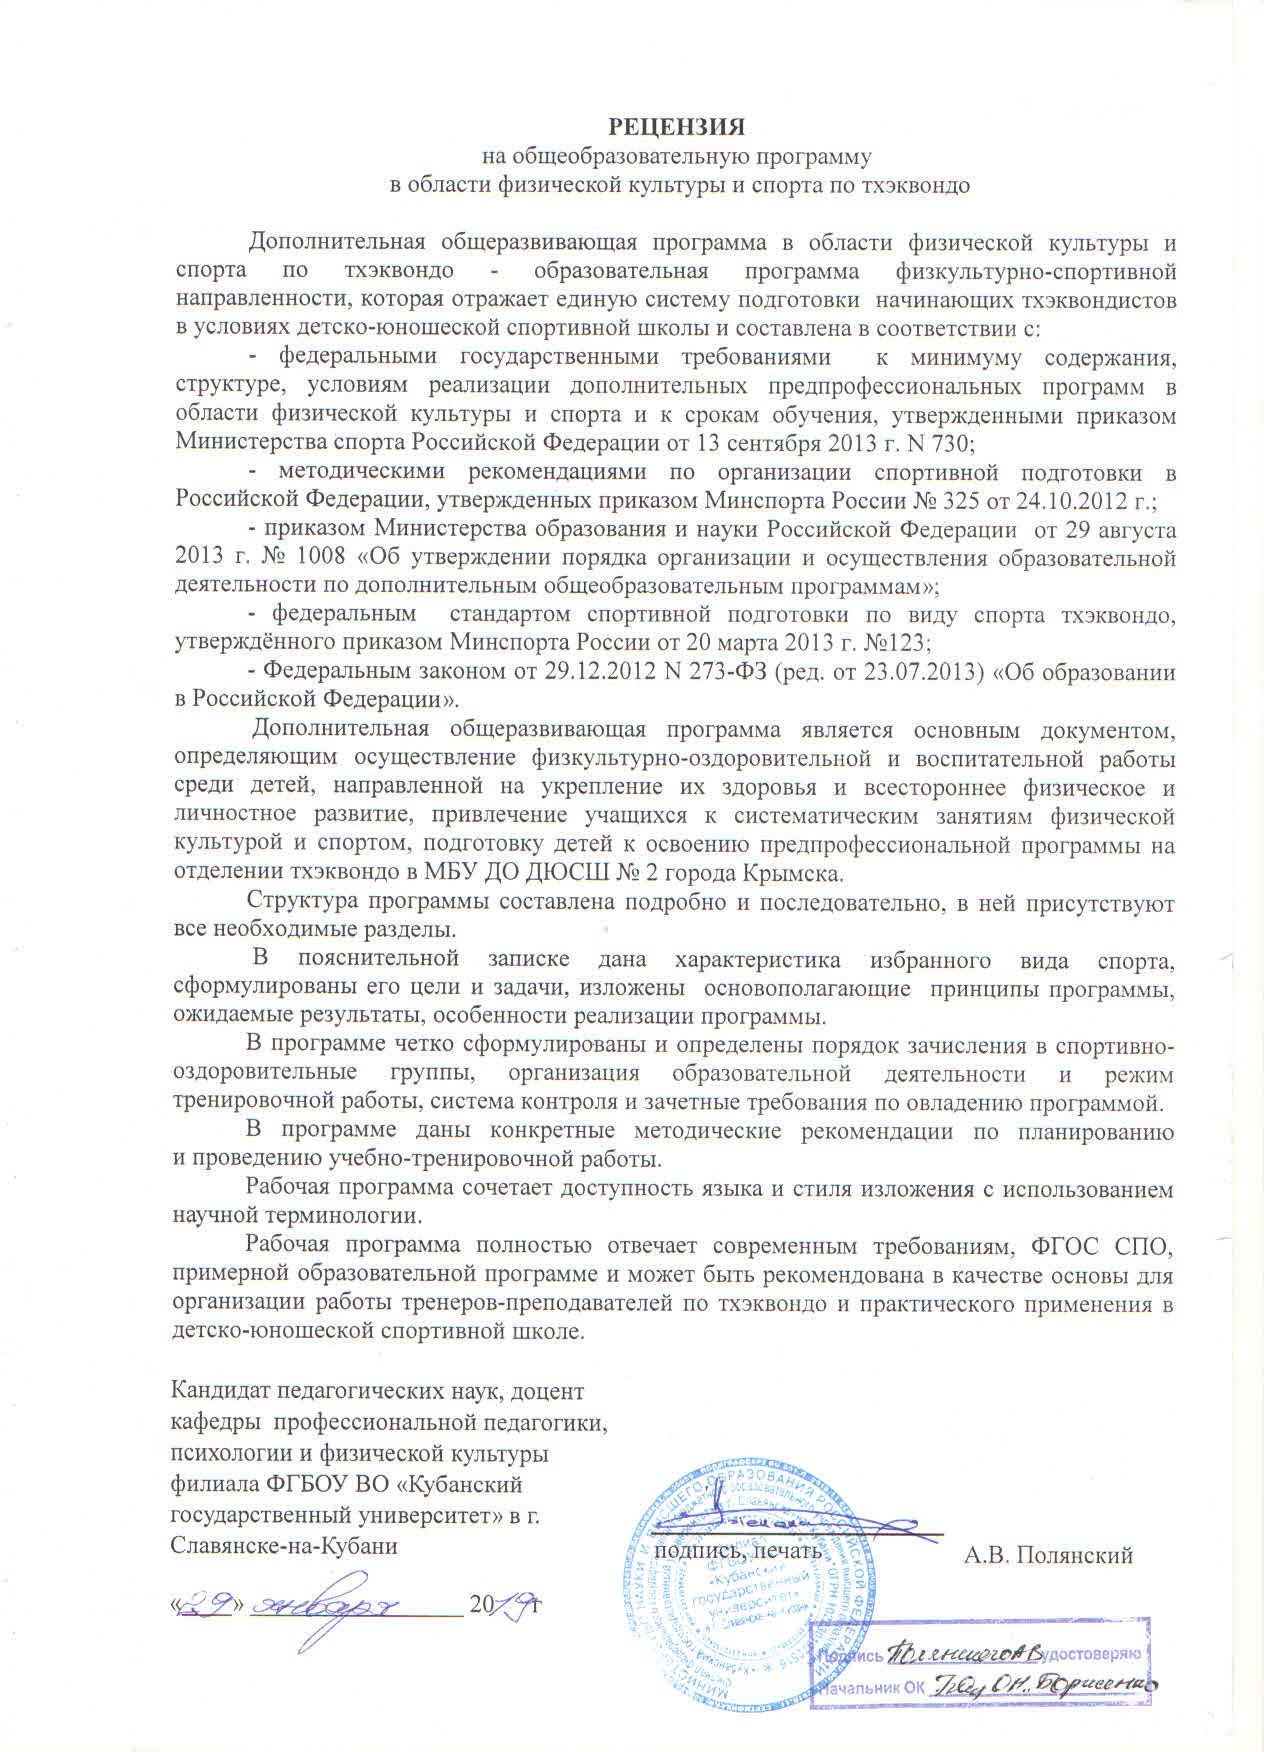 РЕЦЕНЗИЯ
на общеобразовательную программу
в области физической культуры и спорта по тхэквондо
Дополнительная общеразвивающая программа в области физической культуры и
спорта по тхэквондо - образовательная программа физкультурно-спортивной
направленности, которая отражает единую систему подготовки начинающих тхэквондистов
в условиях детско-юношеской спортивной школы и составлена в соответствии с:
- федеральными государственными требованиями к минимуму содержания,
структуре, условиям реализации дополнительных предпрофессиональных программ в
области физической культуры и спорта и к срокам обучения, утвержденными приказом
Министерства спорта Российской Федерации от 13 сентября 2013 г. N 730;
- методическими рекомендациями по организации спортивной подготовки в
Российской Федерации, утвержденных приказом Минспорта России № 325 от 24.10.2012 г.;
- приказом Министерства образования и науки Российской Федерации от 29 августа
2013 г. № 1008 «Об утверждении порядка организации и осуществления образовательной
деятельности по дополнительным общеобразовательным программам»;
- федеральным стандартом спортивной подготовки по виду спорта тхэквондо,
утверждённого приказом Минспорта России от 20 марта 2013 г. №123;
- Федеральным законом от 29.12.2012 N 273-ФЗ (ред. от 23.07.2013) «Об образовании
в Российской Федерации».
Дополнительная общеразвивающая программа является основным документом,
определяющим осуществление физкультурно-оздоровительной и воспитательной работы
среди детей, направленной на укрепление их здоровья и всестороннее физическое и
личностное развитие, привлечение учащихся к систематическим занятиям физической
культурой и спортом, подготовку детей к освоению предпрофессиональной программы на
отделении тхэквондо в МБУ ДО ДЮСШ № 2 города Крымска.
Структура программы составлена подробно и последовательно, в ней присутствуют
все необходимые разделы.
В пояснительной записке дана характеристика избранного вида спорта,
сформулированы его цели и задачи, изложены основополагающие принципы программы,
ожидаемые результаты, особенности реализации программы.
В программе четко сформулированы и определены порядок зачисления в спортивно-
оздоровительные группы, организация образовательной деятельности и режим
тренировочной работы, система контроля и зачетные требования по овладению программой.
В программе даны конкретные методические рекомендации по планированию
и проведению учебно-тренировочной работы.
Рабочая программа сочетает доступность языка и стиля изложения с использованием
научной терминологии.
Рабочая программа полностью отвечает современным требованиям, ФГОС СПО,
примерной образовательной программе и может быть рекомендована в качестве основы для
организации работы тренеров-преподавателей по тхэквондо и практического применения в
детско-юношеской спортивной школе.
Кандидат педагогических наук, доцент
кафедры профессиональной педагогики,
психологии и физической культуры
филиала ФГБОУ ВО «Кубанский
государственный университет» в г.
Славянске-на-Кубани
подпись, печать
А.В. Полянский
«29» января 2019г
«Кубанский
государственный
университет»
Подпись Полянского А В удостоверяю
Начальник ОК О.Н. Борисенко